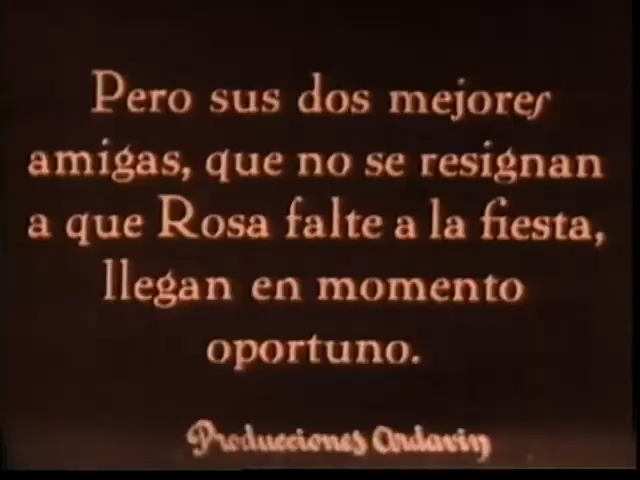 Pero sus dos mejores
amigas, que no se resignan
a que Rosa falte a la fiesta,
llegan en momento
oportuno.
Producciones Ardavin